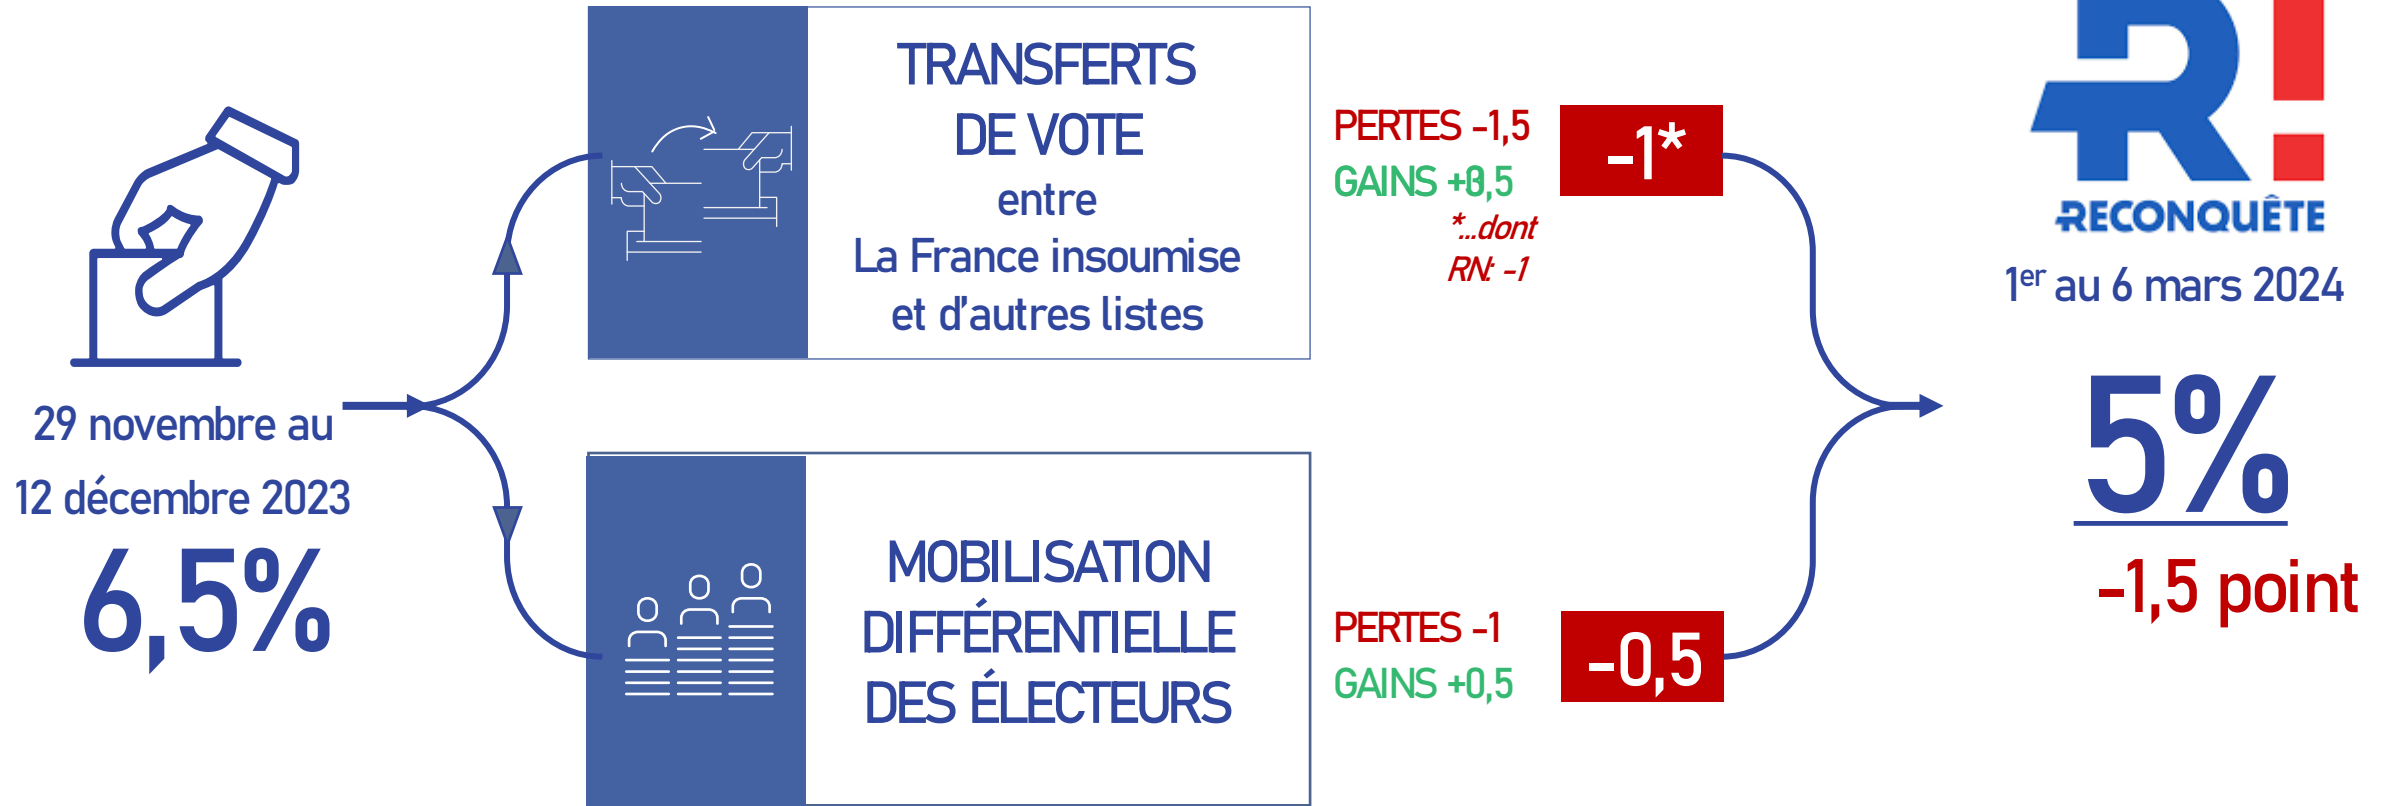 29 novembre au
12 décembre 2023
6,5%
TRANSFERTS
DE VOTE
entre
La France insoumise
et d'autres listes
PERTES -1,5
GAINS
-1*
*...dont
RN: -1
MOBILISATION
DIFFÉRENTIELLE
DES ÉLECTEURS
PERTES -1
GAINS +0,5
-0,5
R!
RECONQUÊTE
1er au 6 mars 2024
5%
-1,5 point